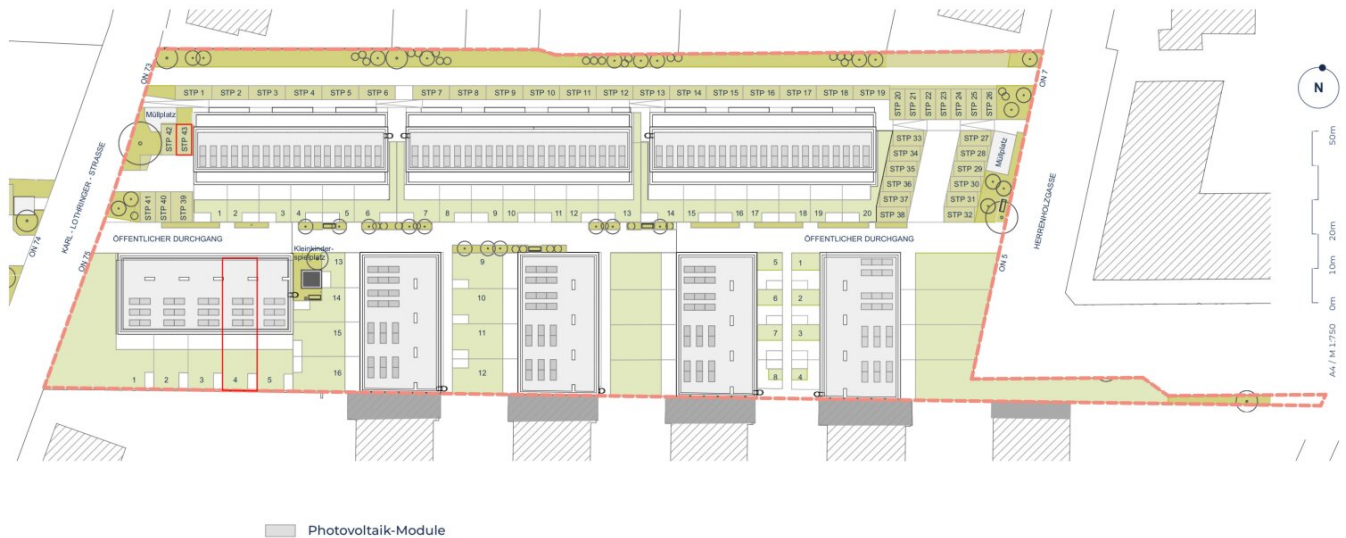 ON 73
ON 7
N
STP 1
STP 2
STP 3
STP 4
STP 5
STP 6
STP 7
STP 8
STP 9
STP 10
STP 11
STP 12
STP 13
STP 14
STP 15
STP 16
STP 17
STP 18
STP 19
STP 20
STP 21
STP 22
STP 23
STP 24
STP 25
STP 26
Müllplatz
STP 42
STP 43
STP 33
STP 34
STP 35
STP 36
STP 37
STP 38
STP 27
STP 28
STP 29
STP 30
STP 31
STP 32
Müllplatz
KARL - LOTHRINGER - STRASSE
HERRENHOLZGASSE
STP 41
STP 40
STP 39
1
2
3
4
5
6
7
8
9
10
11
12
13
14
15
16
17
18
19
20
ÖFFENTLICHER DURCHGANG
ÖFFENTLICHER DURCHGANG
ON 74
ON 75
ON 5
Kleinkinder-
spielplatz
13
14
15
16
9
10
11
12
5
6
7
8
1
2
3
4
1
2
3
4
5
50m
20m
10m
0m
A4 / M 1:750
Photovoltaik-Module